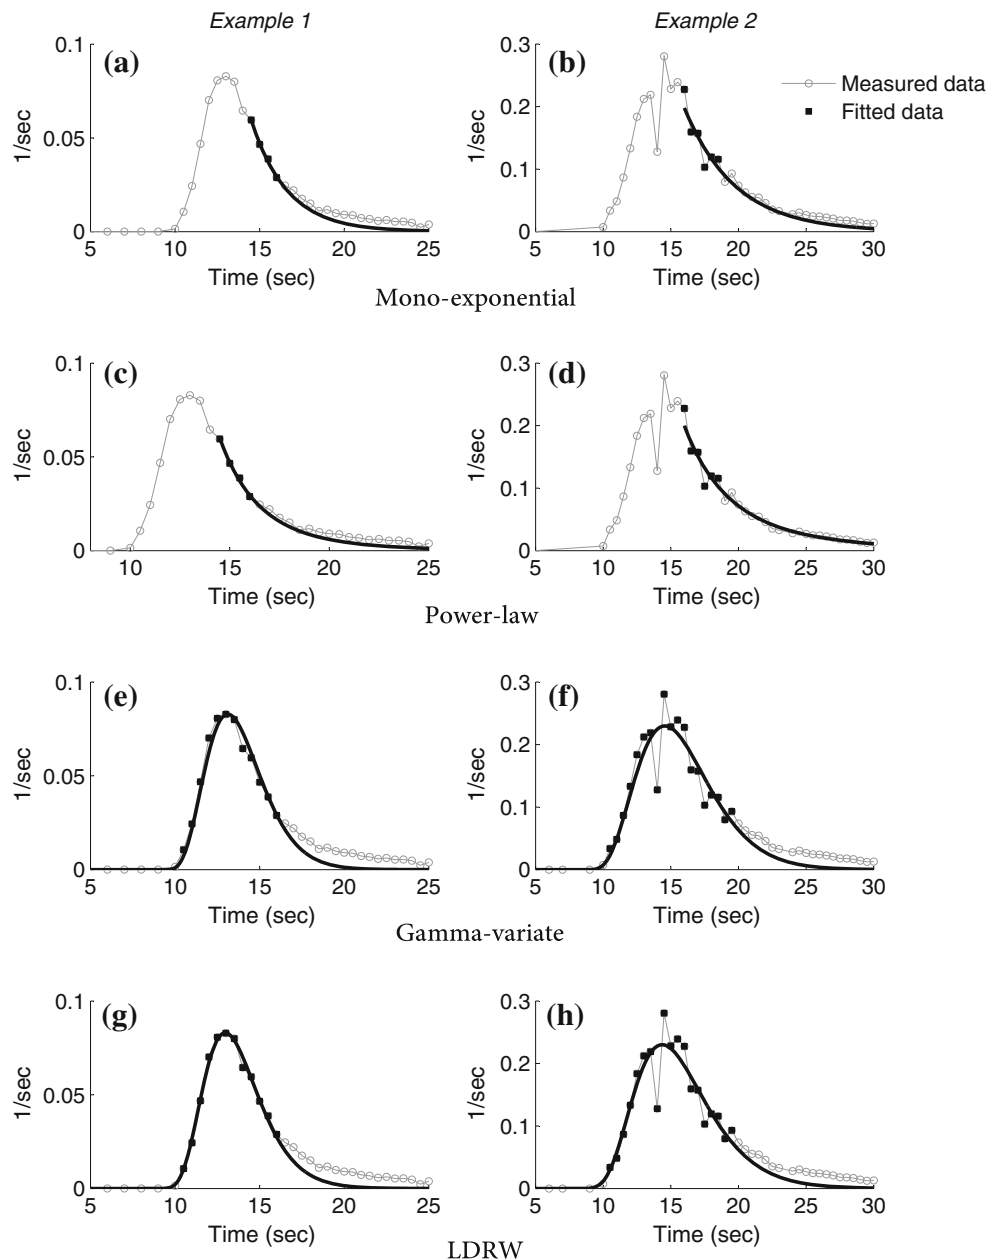 Example 1
Example 2
(a)
(b)
Measured data
Fitted data
0.1
0.05
0
1/sec
5 10 15 20 25
Time (sec)
0.3
0.2
0.1
0
1/sec
5 10 15 20 25 30
Time (sec)
Mono-exponential
(c)
(d)
0.1
0.05
0
1/sec
10 15 20 25
Time (sec)
0.3
0.2
0.1
0
1/sec
5 10 15 20 25 30
Time (sec)
Power-law
(e)
(f)
0.1
0.05
0
1/sec
5 10 15 20 25
Time (sec)
0.3
0.2
0.1
0
1/sec
5 10 15 20 25 30
Time (sec)
Gamma-variate
(g)
(h)
0.1
0.05
0
1/sec
5 10 15 20 25
Time (sec)
0.3
0.2
0.1
0
1/sec
5 10 15 20 25 30
Time (sec)
LDRW